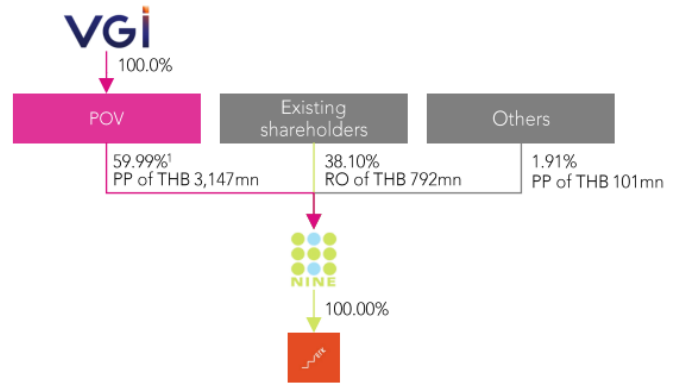 VGI
100.0%
POV
Existing
shareholders
Others
59.99%¹
PP of THB 3,147mn
38.10%
RO of THB 792mn
1.91%
PP of THB 101mn
NINE
100.00%